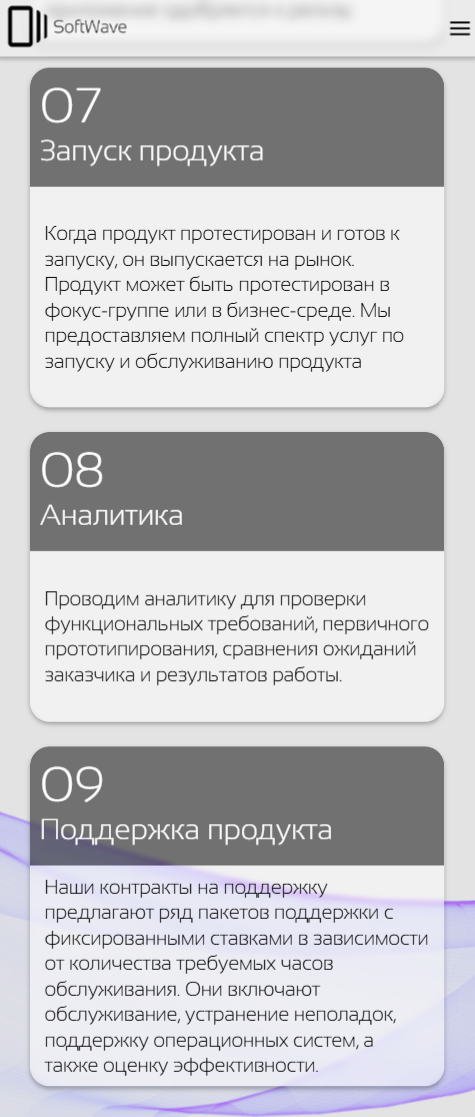 SoftWave
07
Запуск продукта
Когда продукт протестирован и готов к
запуску, он выпускается на рынок.
Продукт может быть протестирован в
фокус-группе или в бизнес-среде. Мы
предоставляем полный спектр услуг по
запуску и обслуживанию продукта
08
Аналитика
Проводим аналитику для проверки
функциональных требований, первичного
прототипирования, сравнения ожиданий
заказчика и результатов работы.
09
Поддержка продукта
Наши контракты на поддержку
предлагают ряд пакетов поддержки с
фиксированными ставками в зависимости
от количества требуемых часов
обслуживания. Они включают
обслуживание, устранение неполадок,
поддержку операционных систем, а
также оценку эффективности.